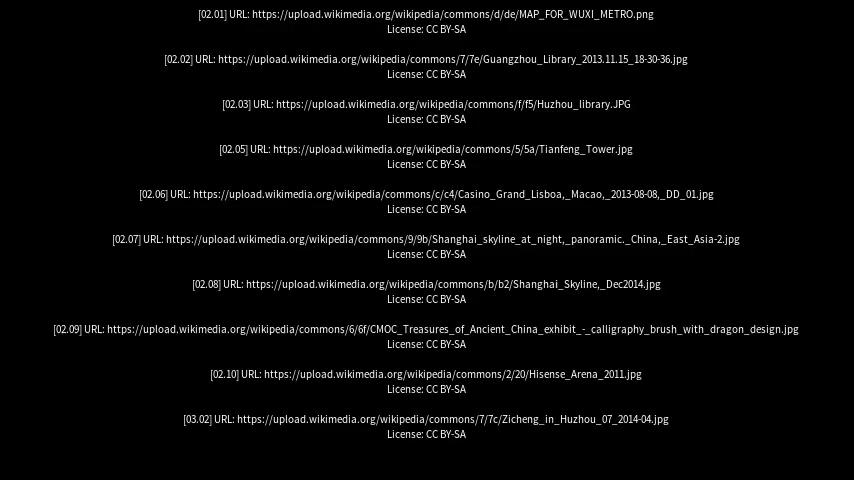 [02.01] URL: https://upload.wikimedia.org/wikipedia/commons/d/de/MAP_FOR_WUXI_METRO.png
License: CC BY-SA
[02.02] URL: https://upload.wikimedia.org/wikipedia/commons/7/7e/Guangzhou_Library_2013.11.15_18-30-36.jpg
License: CC BY-SA
[02.03] URL: https://upload.wikimedia.org/wikipedia/commons/f/f5/Huzhou_library.JPG
License: CC BY-SA
[02.05] URL: https://upload.wikimedia.org/wikipedia/commons/5/5a/Tianfeng_Tower.jpg
License: CC BY-SA
[02.06] URL: https://upload.wikimedia.org/wikipedia/commons/c/c4/Casino_Grand_Lisboa,_Macao,_2013-08-08,_DD_01.jpg
License: CC BY-SA
[02.07] URL: https://upload.wikimedia.org/wikipedia/commons/9/9b/Shanghai_skyline_at_night,_panoramic._China,_East_Asia-2.jpg
License: CC BY-SA
[02.08] URL: https://upload.wikimedia.org/wikipedia/commons/b/b2/Shanghai_Skyline,_Dec2014.jpg
License: CC BY-SA
[02.09] URL: https://upload.wikimedia.org/wikipedia/commons/6/6f/CMOC_Treasures_of_Ancient_China_exhibit_-_calligraphy_brush_with_dragon_design.jpg
License: CC BY-SA
[02.10] URL: https://upload.wikimedia.org/wikipedia/commons/2/20/Hisense_Arena_2011.jpg
License: CC BY-SA
[03.02] URL: https://upload.wikimedia.org/wikipedia/commons/7/7c/Zicheng_in_Huzhou_07_2014-04.jpg
License: CC BY-SA